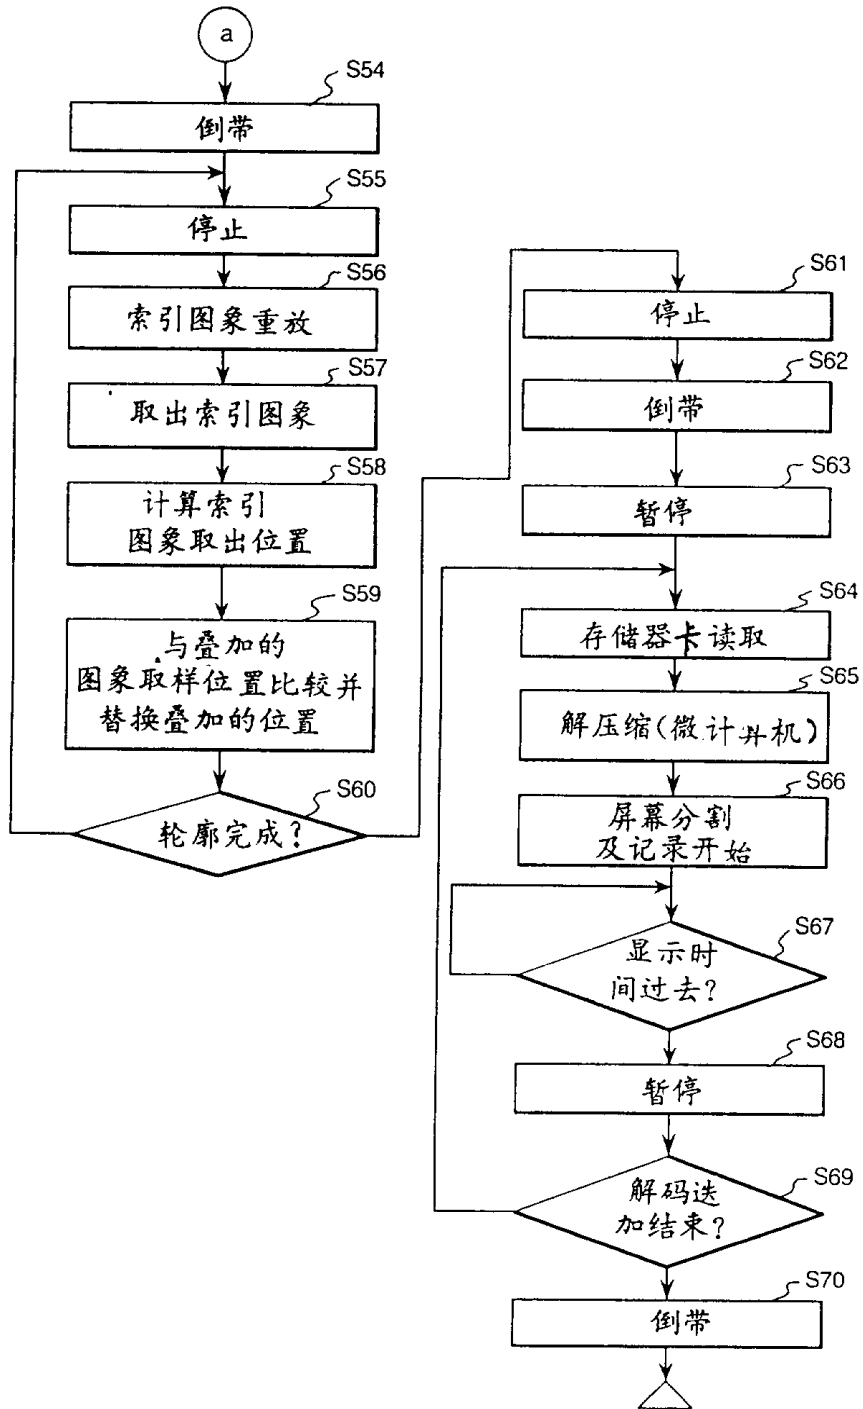 a
S54
倒带
S55
停止
S56
索引图象重放
S57
取出索引图象
S58
计算索引
图象取出位置
S59
与叠加的
图象取样位置比较并
替换叠加的位置
S60
轮廓完成?
S61
停止
S62
倒带
S63
暂停
S64
存储器卡读取
S65
解压缩(微计算机)
S66
屏幕分割
及记录开始
S67
显示时
间过去?
S68
暂停
S69
解码迭
加结束?
S70
倒带